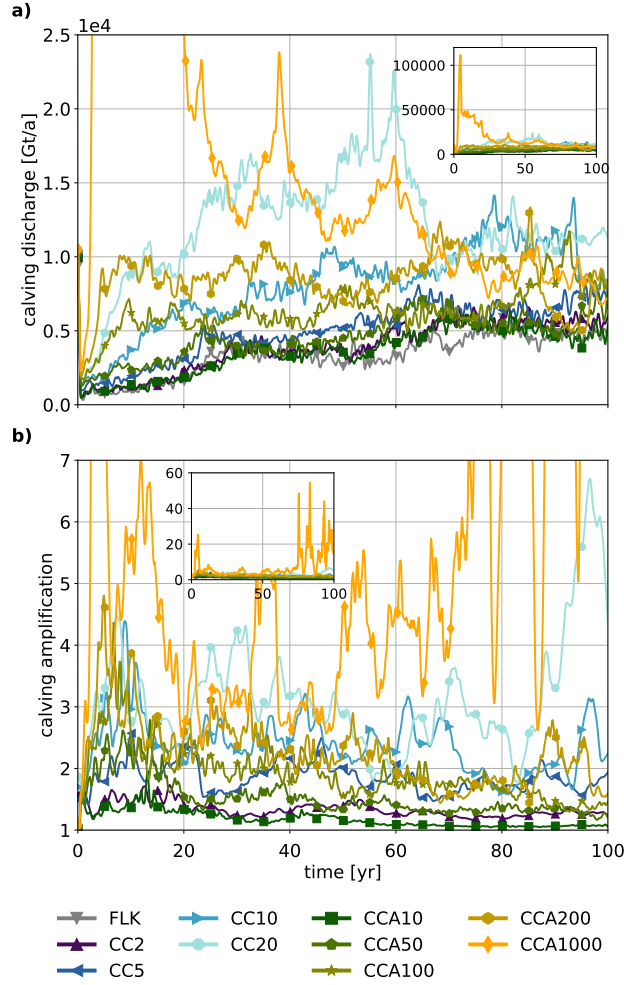 a)
1e4
2.5
2.0
1.5
1.0
0.5
0.0
calving discharge [Gt/a]
100000
50000
0
0 50 100
b)
7
6
5
4
3
2
1
calving amplification
60
40
20
0
0 50 100
0 20 40 60 80 100
time [yr]
FLK CC10 CCA10 CCA200
CC2 CC20 CCA50 CCA1000
CC5 CCA100